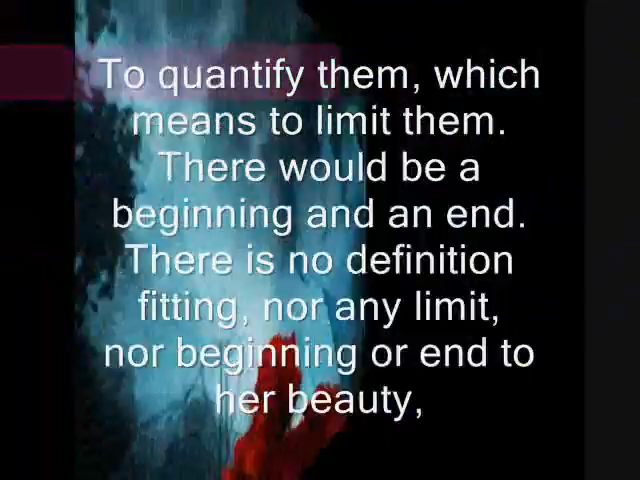 To quantify them, which
means to limit them.
There would be a
beginning and an end.
There is no definition
fitting, nor any limit,
nor beginning or end to
her beauty,